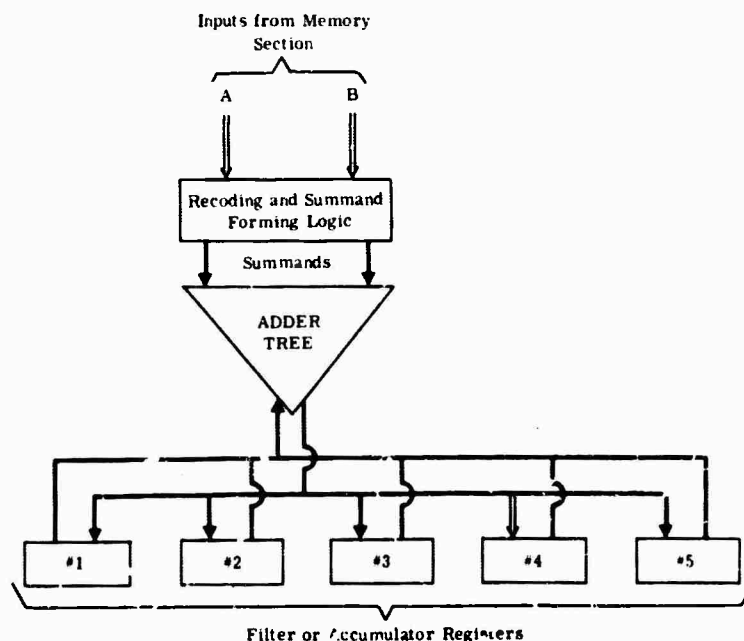 Inputs from Memory
Section
A B
Recoding and Summand
Forming Logic
Summands
ADDER
TREE
#1 #2 #3 #4 #5
Filter or Accumulator Registers